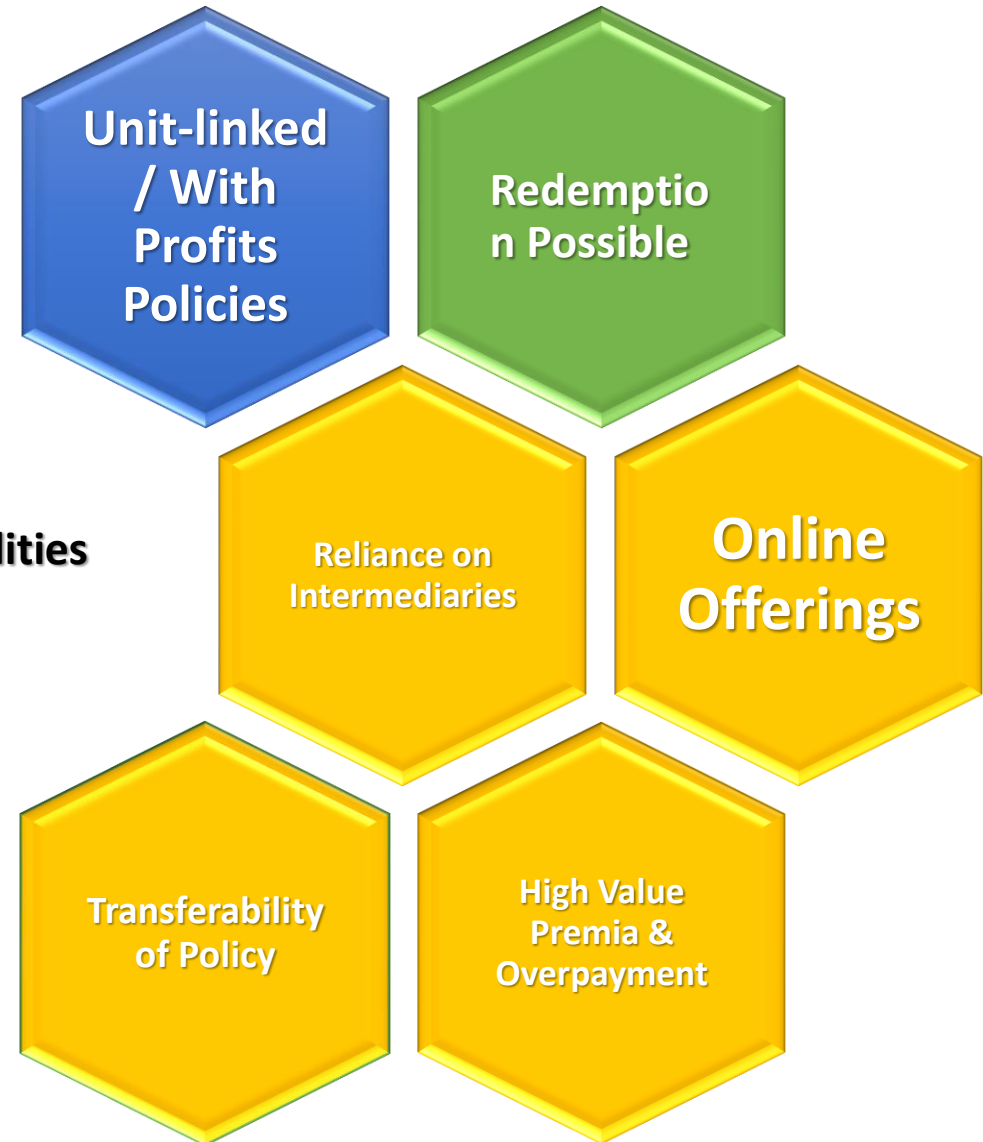 Unit-linked
/ With
Profits
Policies
Redemptio
n Possible
lities
Reliance on
Intermediaries
Online
Offerings
Transferability
of Policy
High Value
Premia &
Overpayment